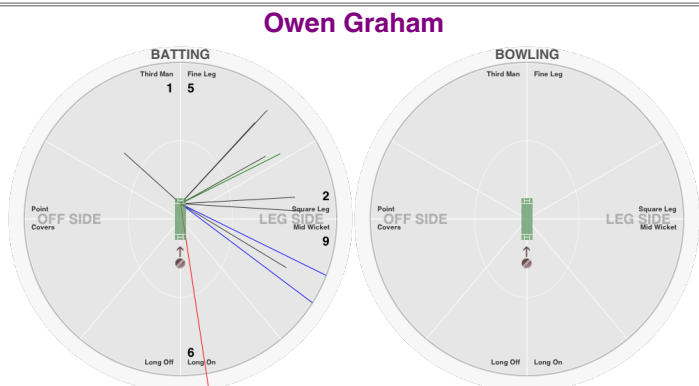 Owen Graham
BATTING
Third Man Fine Leg
1 5
2
Point
Square Leg
OFF SIDE LEG SIDE
Covers
Mid Wicket
9
6
Long Off Long On
BOWLING
Third Man Fine Leg
Point
Square Leg
OFF SIDE LEG SIDE
Covers
Mid Wicket
Long Off Long On